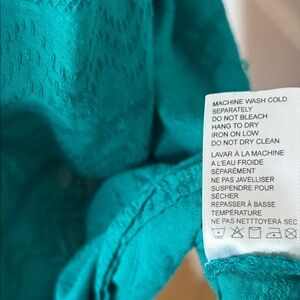 MACHINE WASH COLD
SEPARATELY
DO NOT BLEACH
HANG TO DRY
IRON ON LOW
DO NOT DRY CLEAN
LAVAR À LA MACHINE
A L'EAU FROIDE
SÉPARÉMENT
NE PAS JAVELLISER
SUSPENDRE POUR
SÉCHER
REPASSER À BASSE
TEMPÉRATURE
NE PAS NETTOYERA SEC